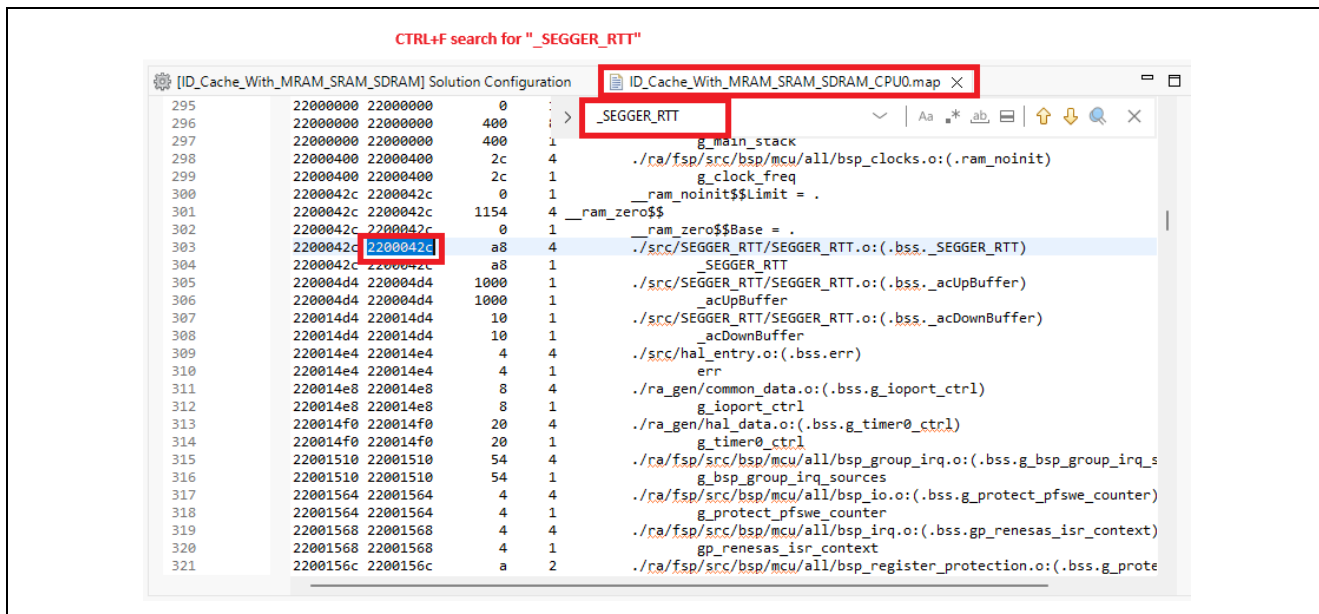 CTRL+F search for "_SEGGER_RTT"
[ID_Cache_With_MRAM_SRAM_SDRAM] Solution Configuration ID_Cache_With_MRAM_SRAM_SDRAM_CPU0.map
_SEGGER_RTT Aa .* ab
295 22000000 22000000 0
296 22000000 22000000 400
297 22000000 22000000 400 1 g_main_stack
298 22000400 22000400 2c 4 ./ra/fsp/src/bsp/mcu/all/bsp_clocks.o:(.ram_noinit)
299 22000400 22000400 2c 1 g_clock_freq
300 2200042c 2200042c 0 1 __ram_noinit$$Limit = .
301 2200042c 2200042c 1154 4 __ram_zero$$
302 2200042c 2200042c 0 1 __ram_zero$$Base = .
303 2200042c 2200042c a8 4 ./src/SEGGER_RTT/SEGGER_RTT.o:(.bss._SEGGER_RTT)
304 2200042c 2200042c a8 1 _SEGGER_RTT
305 220004d4 220004d4 1000 1 ./src/SEGGER_RTT/SEGGER_RTT.o:(.bss._acUpBuffer)
306 220004d4 220004d4 1000 1 _acUpBuffer
307 220014d4 220014d4 10 1 ./src/SEGGER_RTT/SEGGER_RTT.o:(.bss._acDownBuffer)
308 220014d4 220014d4 10 1 _acDownBuffer
309 220014e4 220014e4 4 4 ./src/hal_entry.o:(.bss.err)
310 220014e4 220014e4 4 1 err
311 220014e8 220014e8 8 4 ./ra_gen/common_data.o:(.bss.g_ioport_ctrl)
312 220014e8 220014e8 8 1 g_ioport_ctrl
313 220014f0 220014f0 20 4 ./ra_gen/hal_data.o:(.bss.g_timer0_ctrl)
314 220014f0 220014f0 20 1 g_timer0_ctrl
315 22001510 22001510 54 4 ./ra/fsp/src/bsp/mcu/all/bsp_group_irq.o:(.bss.g_bsp_group_irq_s
316 22001510 22001510 54 1 g_bsp_group_irq_sources
317 22001564 22001564 4 4 ./ra/fsp/src/bsp/mcu/all/bsp_io.o:(.bss.g_protect_pfswe_counter)
318 22001564 22001564 4 1 g_protect_pfswe_counter
319 22001568 22001568 4 4 ./ra/fsp/src/bsp/mcu/all/bsp_irq.o:(.bss.gp_renesas_isr_context)
320 22001568 22001568 4 1 gp_renesas_isr_context
321 2200156c 2200156c a 2 ./ra/fsp/src/bsp/mcu/all/bsp_register_protection.o:(.bss.g_prote